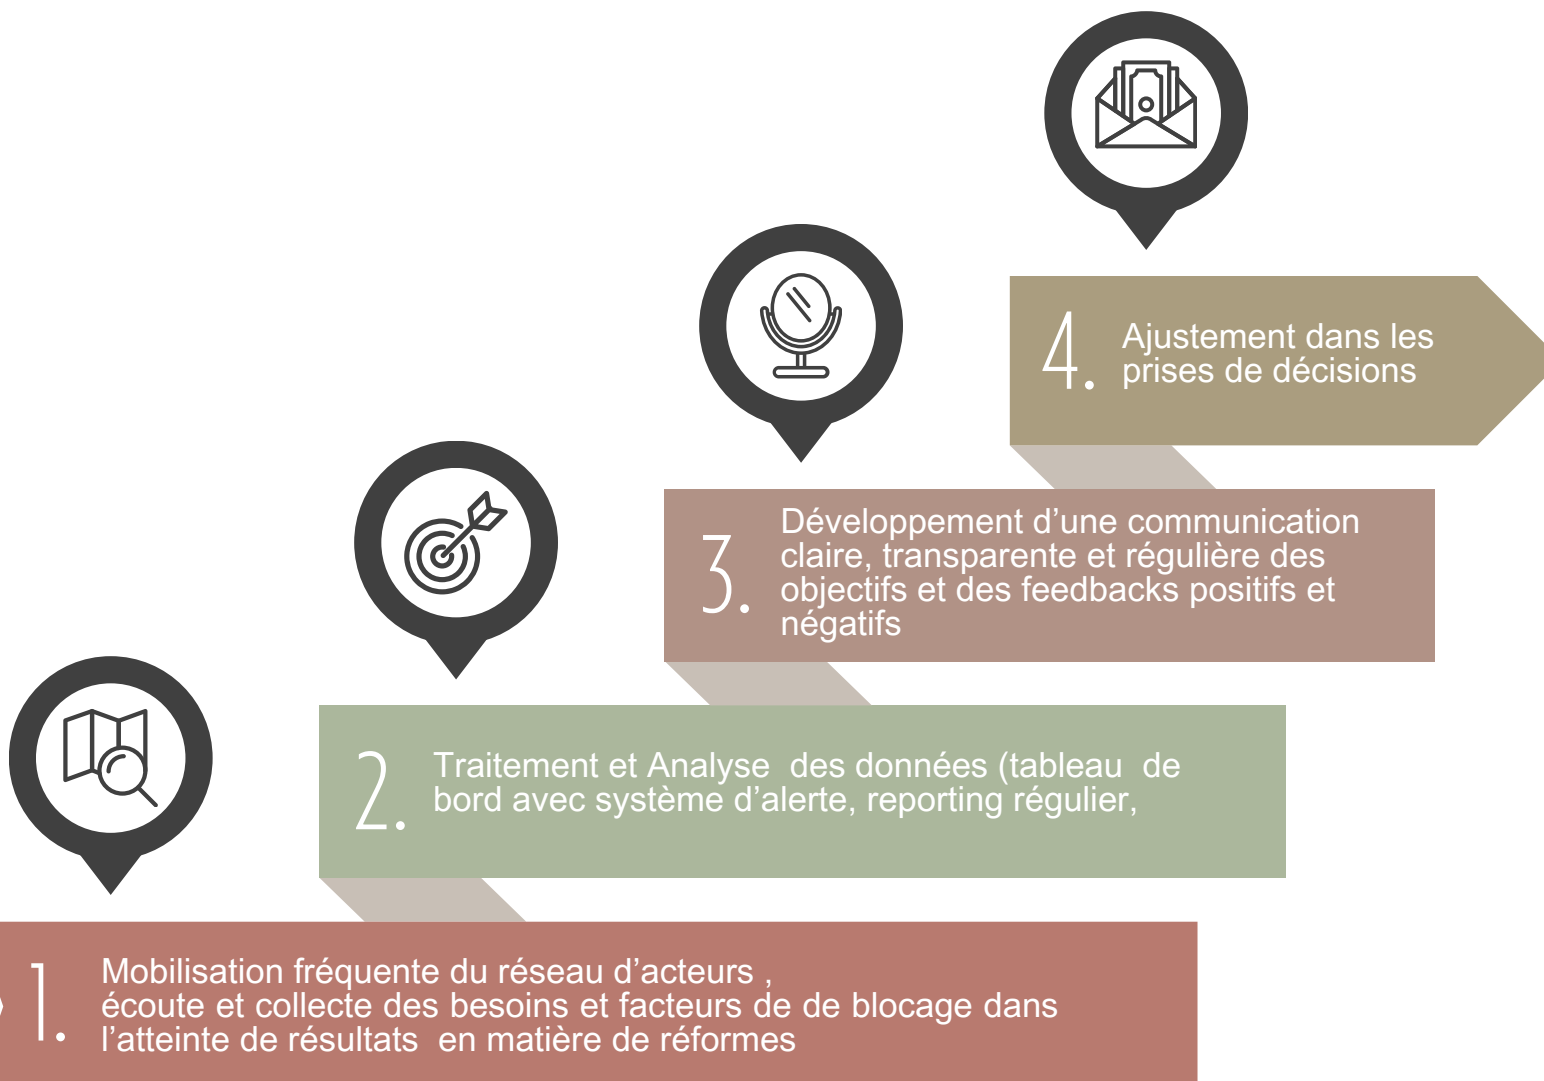 4.
Ajustement dans les
prises de décisions
3.
Développement d’une communication
claire, transparente et régulière des
objectifs et des feedbacks positifs et
négatifs
2.
Traitement et Analyse  des données (tableau  de
bord avec système d’alerte, reporting régulier,
1.
Mobilisation fréquente du réseau d’acteurs ,
écoute et collecte des besoins et facteurs de de blocage dans
l’atteinte de résultats  en matière de réformes